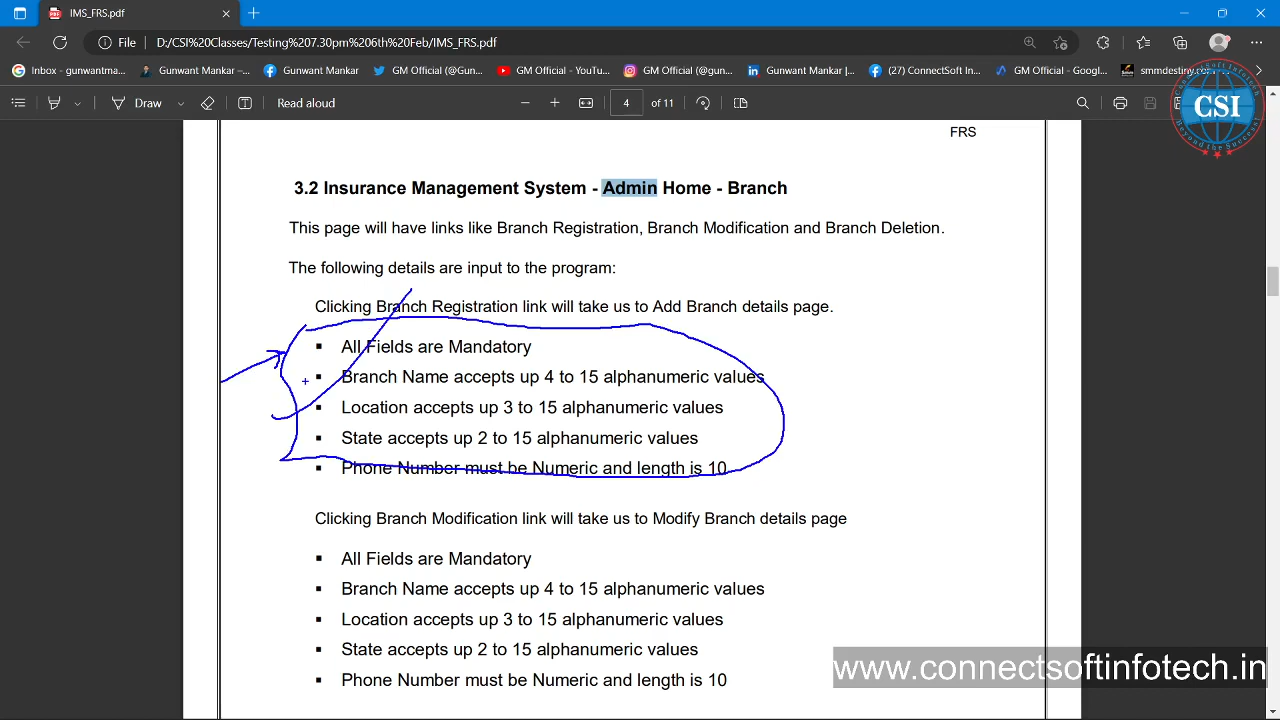 IMS_FRS.pdf
File D:/CSI%20Classes/Testing%207.30pm%206th%20Feb/IMS_FRS.pdf
Inbox - gunwantma... Gunwant Mankar –... Gunwant Mankar GM Official (@Gun... GM Official - YouTu... GM Official (@gun... Gunwant Mankar |... (27) ConnectSoft In... GM Official - Googl... smmdestiny.com
Draw Read aloud 4 of 11
CSI
Beyond the Success
FRS
3.2 Insurance Management System - Admin Home - Branch
This page will have links like Branch Registration, Branch Modification and Branch Deletion.
The following details are input to the program:
Clicking Branch Registration link will take us to Add Branch details page.
▪ All Fields are Mandatory
▪ Branch Name accepts up 4 to 15 alphanumeric values
▪ Location accepts up 3 to 15 alphanumeric values
▪ State accepts up 2 to 15 alphanumeric values
▪ Phone Number must be Numeric and length is 10
Clicking Branch Modification link will take us to Modify Branch details page
▪ All Fields are Mandatory
▪ Branch Name accepts up 4 to 15 alphanumeric values
▪ Location accepts up 3 to 15 alphanumeric values
▪ State accepts up 2 to 15 alphanumeric values
▪ Phone Number must be Numeric and length is 10
www.connectsoftinfotech.in